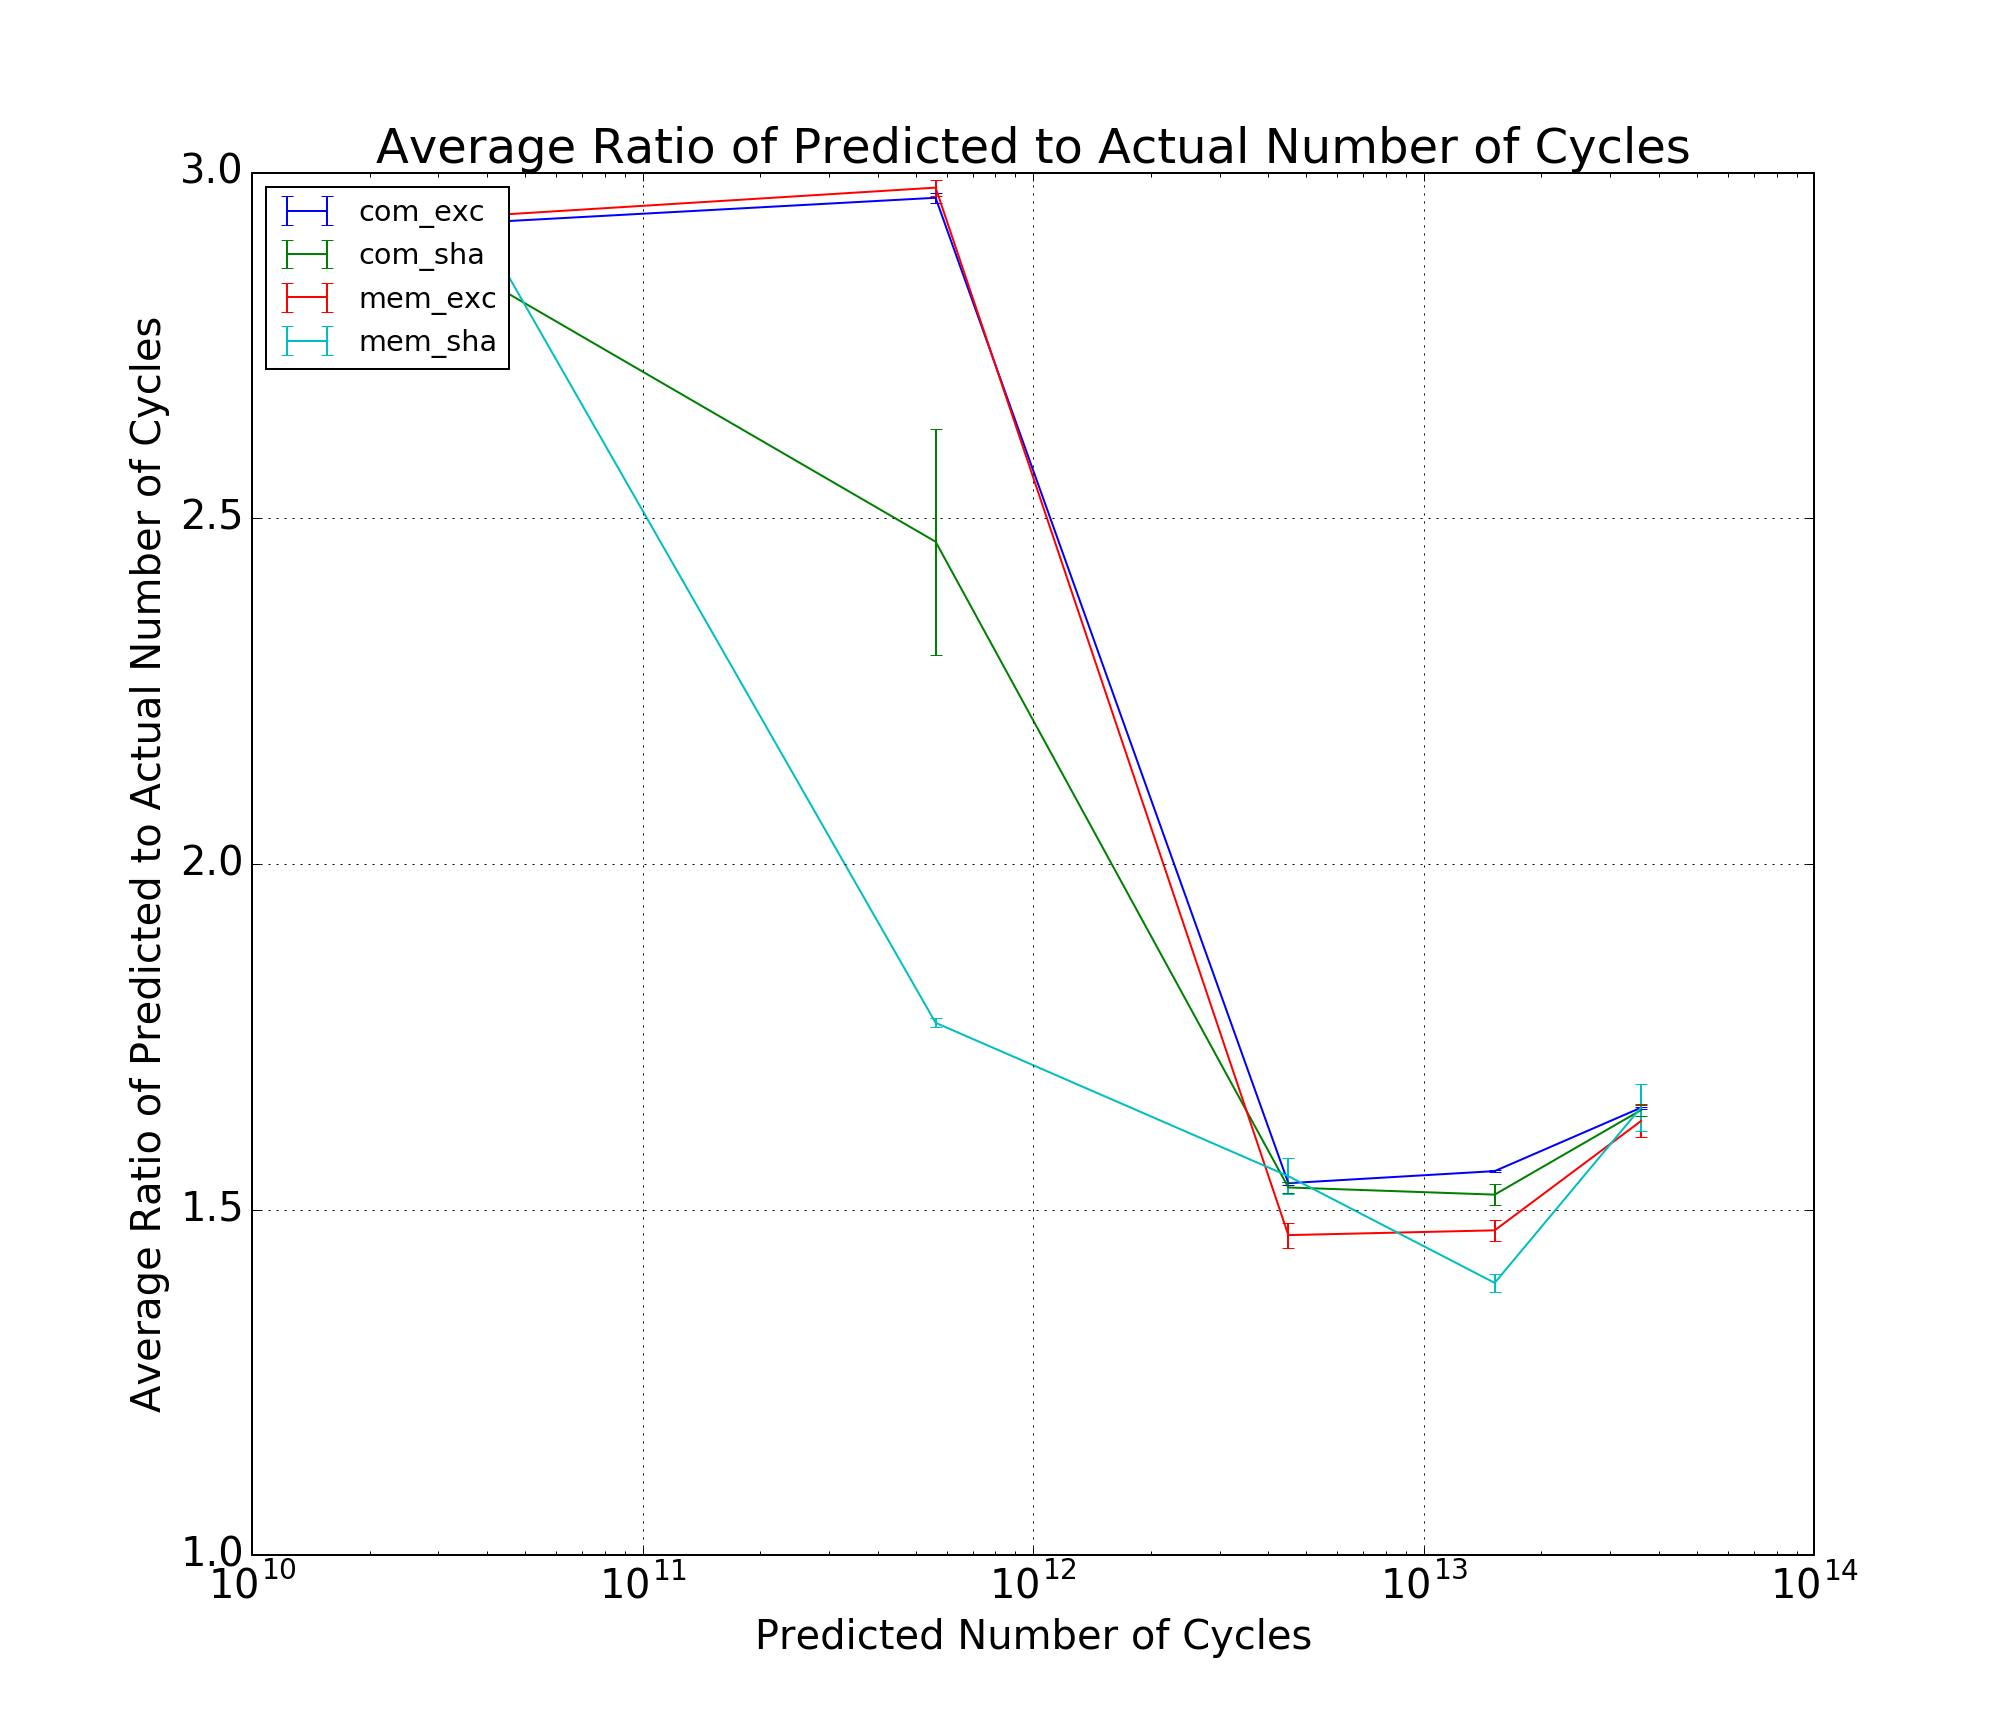 Average Ratio of Predicted to Actual Number of Cycles
com_exc
com_sha
mem_exc
mem_sha
Average Ratio of Predicted to Actual Number of Cycles
3.0
2.5
2.0
1.5
1.0
10^10 10^11 10^12 10^13 10^14
Predicted Number of Cycles